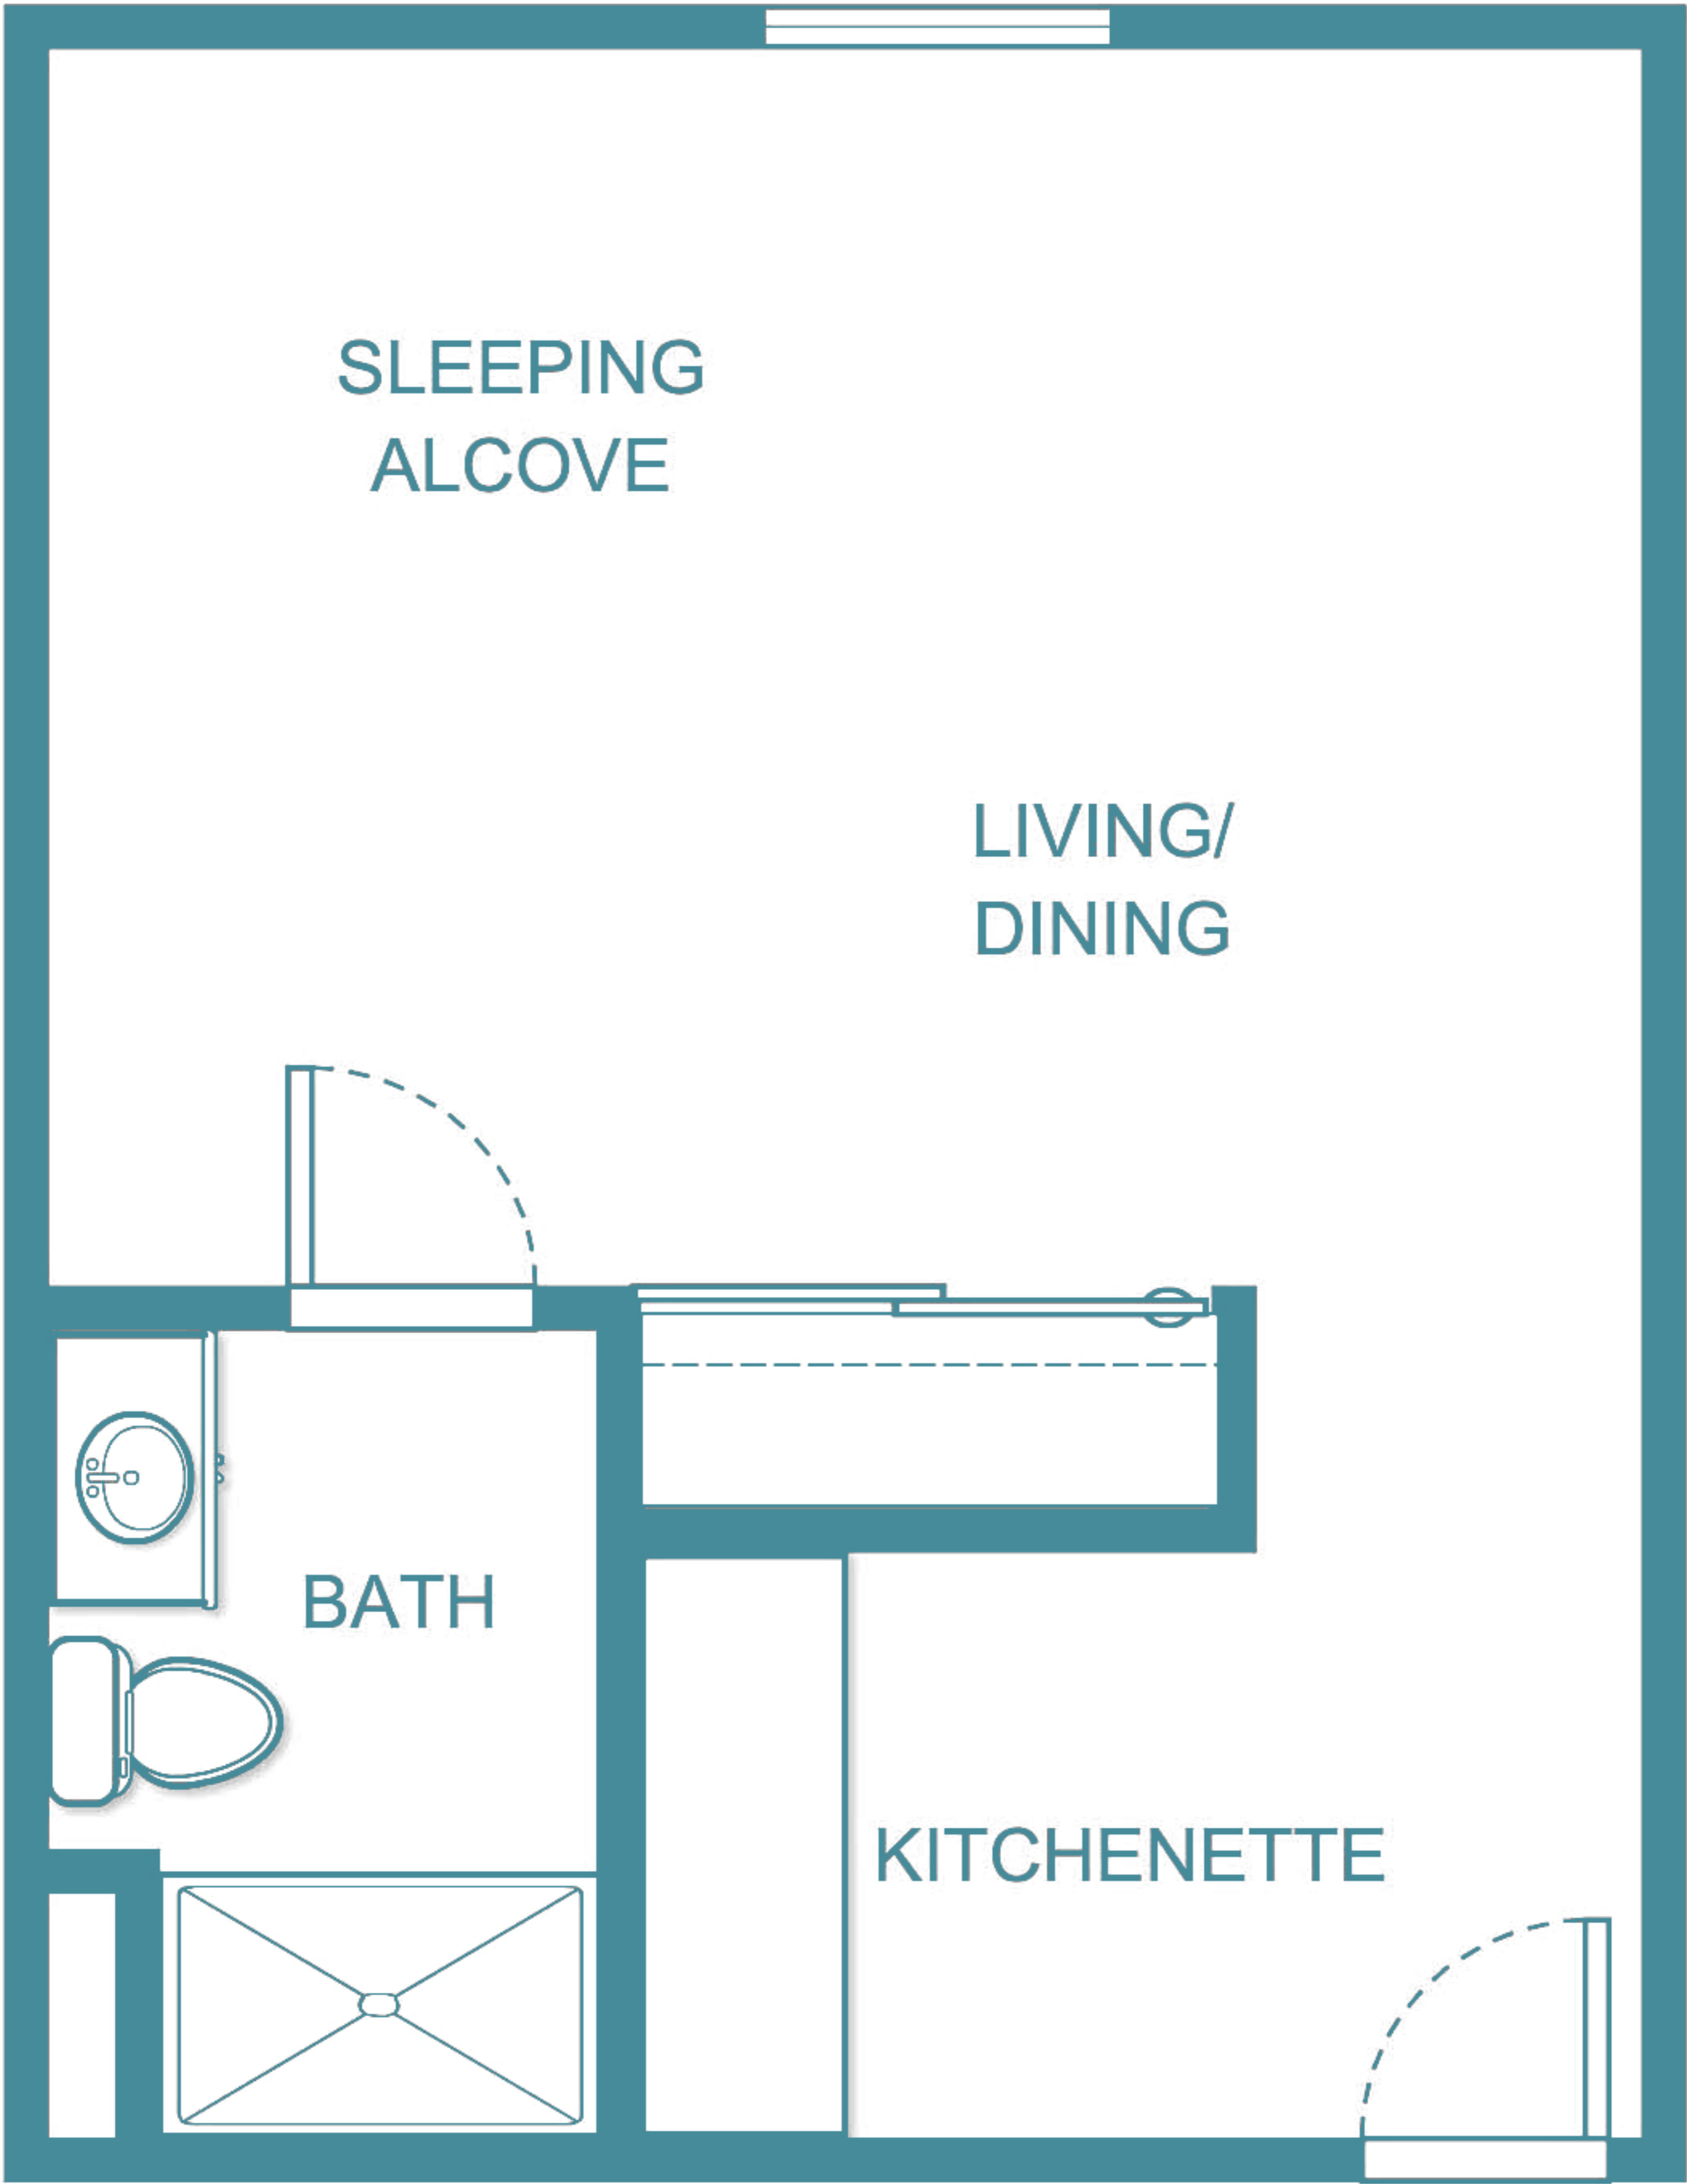 SLEEPING
ALCOVE
LIVING/
DINING
BATH
KITCHENETTE